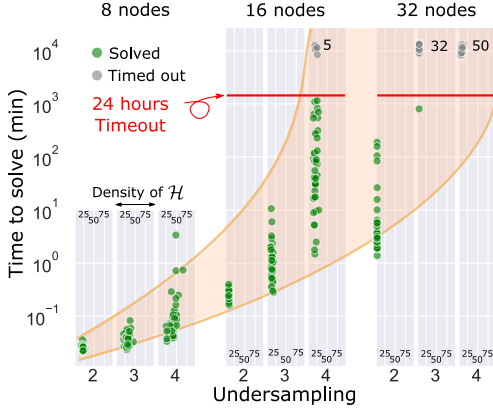 8 nodes
16 nodes
32 nodes
Time to solve (min)
10⁴
10³
10²
10¹
10⁰
10⁻¹
Solved
Timed out
24 hours
Timeout
5
32
50
Density of ℋ
25 50 75
25 50 75
25 50 75
25 50 75
25 50 75
25 50 75
25 50 75
25 50 75
25 50 75
2 3 4
2 3 4
2 3 4
Undersampling